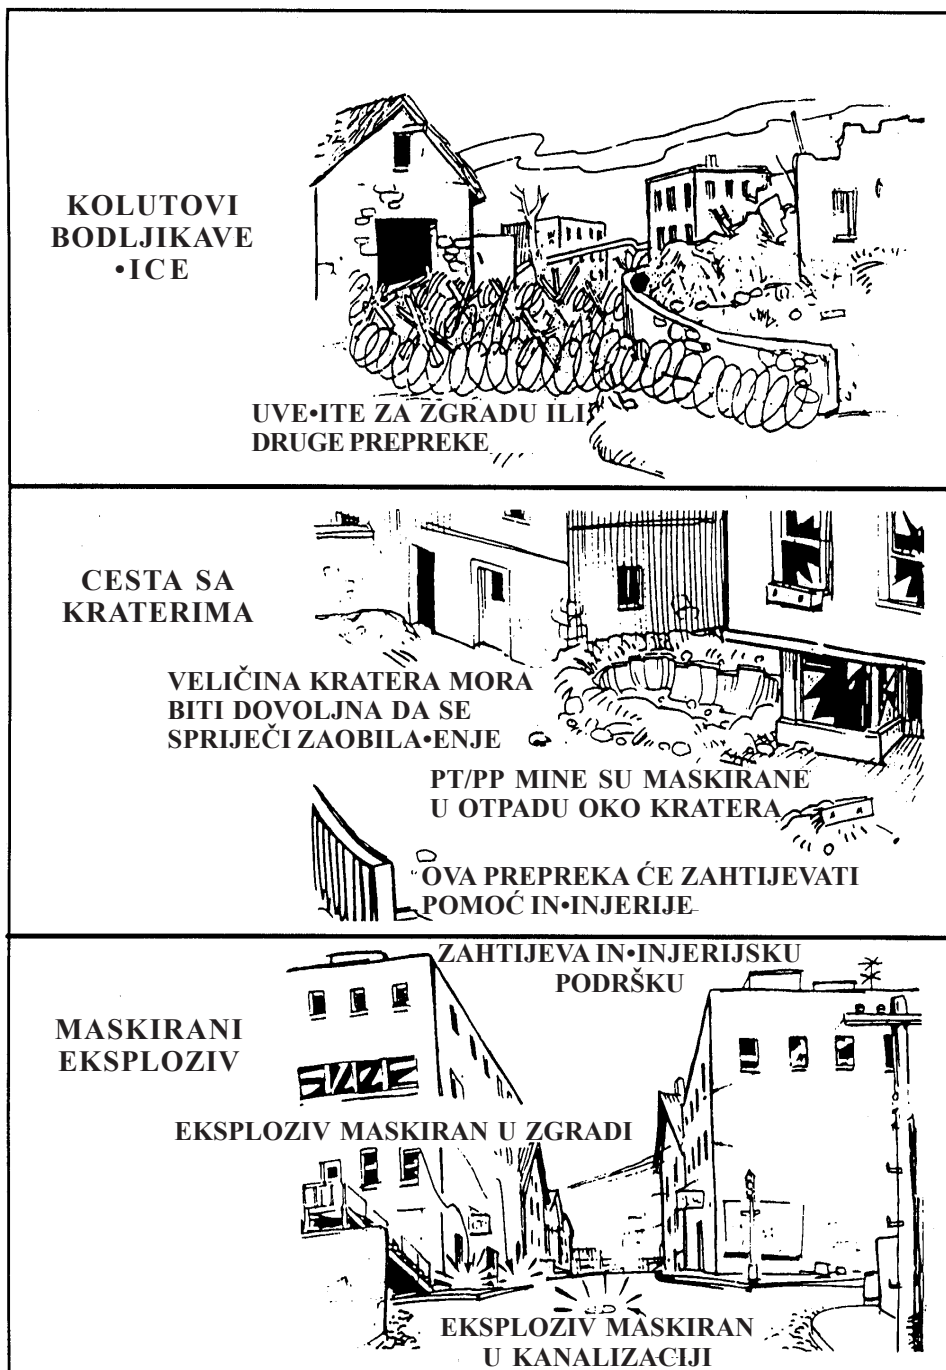 KOLUTOVI
BODLJIKAVE
•ICE
UVE•ITE ZA ZGRADU ILI
DRUGE PREPREKE
CESTA SA
KRATERIMA
VELIČINA KRATERA MORA
BITI DOVOLJNA DA SE
SPRIJEČI ZAOBILA•ENJE
PT/PP MINE SU MASKIRANE
U OTPADU OKO KRATERA
OVA PREPREKA ĆE ZAHTIJEVATI
POMOĆ IN•INJERIJE
ZAHTIJEVA IN•INJERIJSKU
PODRŠKU
MASKIRANI
EKSPLOZIV
EKSPLOZIV MASKIRAN U ZGRADI
EKSPLOZIV MASKIRAN
U KANALIZACIJI